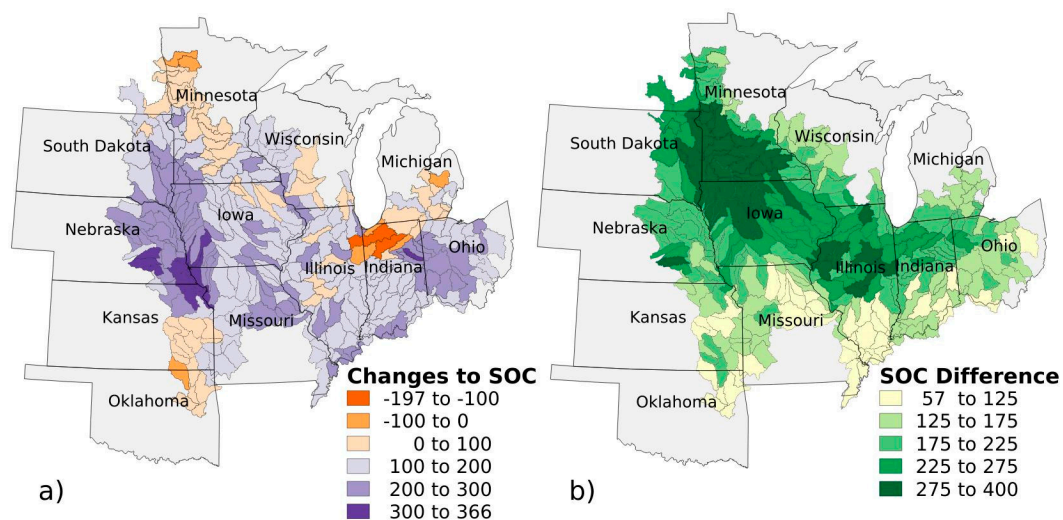 Minnesota
South Dakota
Wisconsin
Michigan
Iowa
Nebraska
Ohio
Illinois
Indiana
Kansas
Missouri
Oklahoma
Changes to SOC
-197 to -100
-100 to 0
0 to 100
100 to 200
200 to 300
300 to 366
a)
Minnesota
South Dakota
Wisconsin
Michigan
Iowa
Nebraska
Ohio
Illinois
Indiana
Kansas
Missouri
Oklahoma
SOC Difference
57 to 125
125 to 175
175 to 225
225 to 275
275 to 400
b)